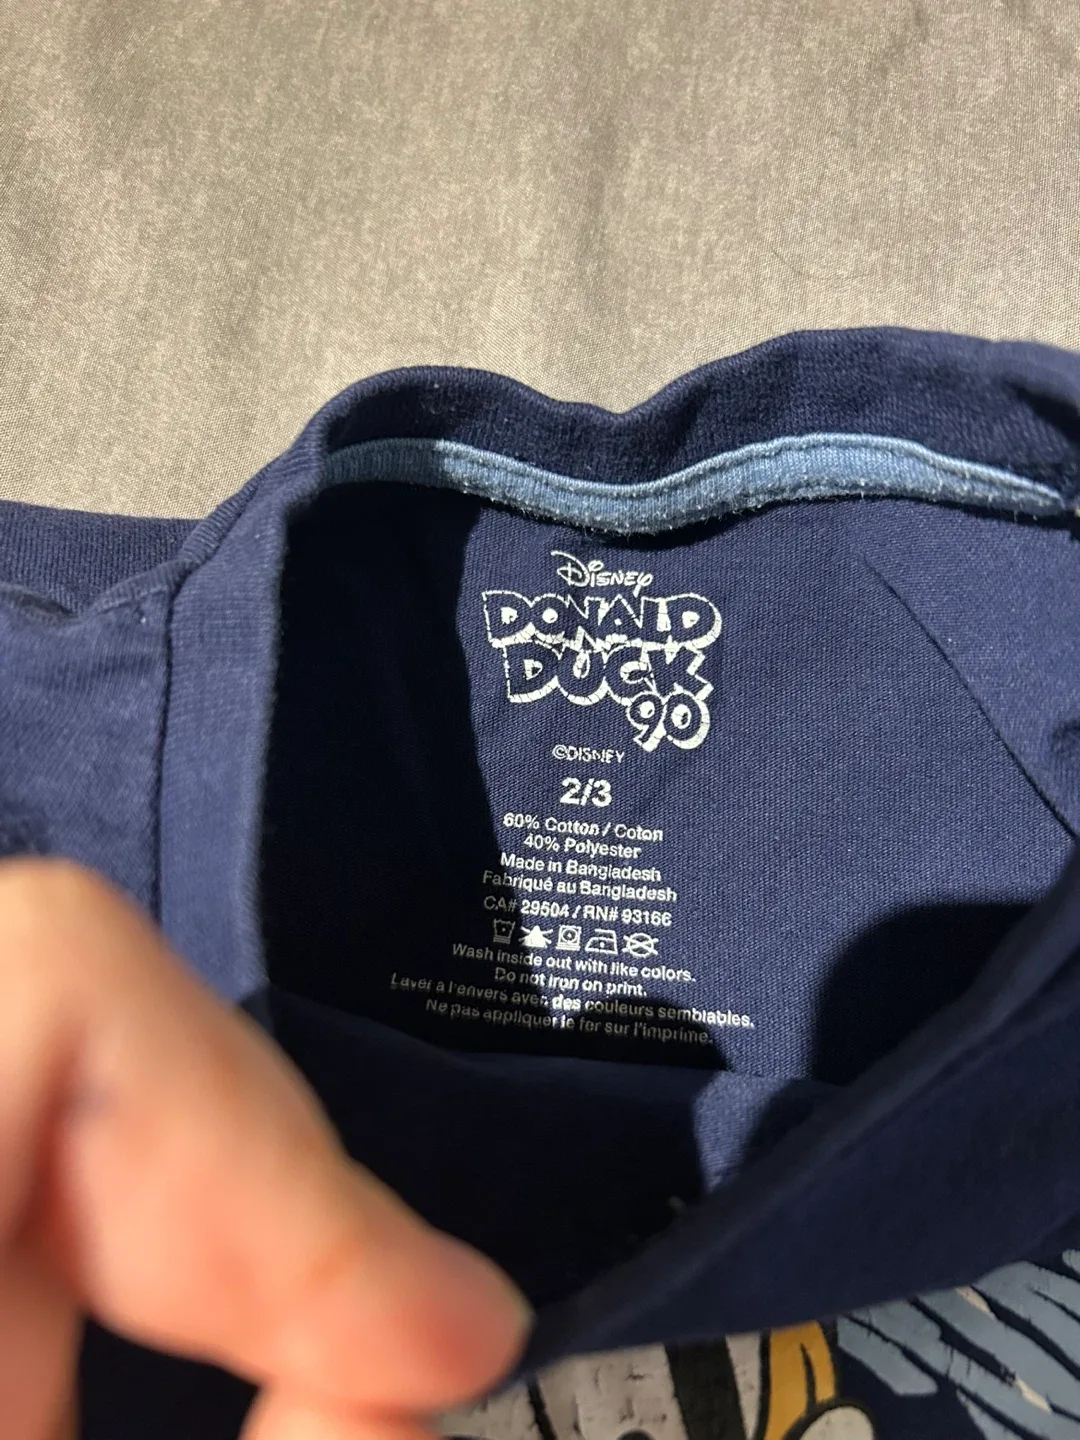 Disney
DONALD
DUCK
90
©DISNEY
2/3
60% Cotton / Coton
40% Polyester
Made in Bangladesh
Fabriqué au Bangladesh
CA# 29504 / RN# 93166
Wash inside out with like colors.
Do not iron on print.
Laver à l'envers avec des couleurs semblables.
Ne pas appliquer le fer sur l'imprimé.